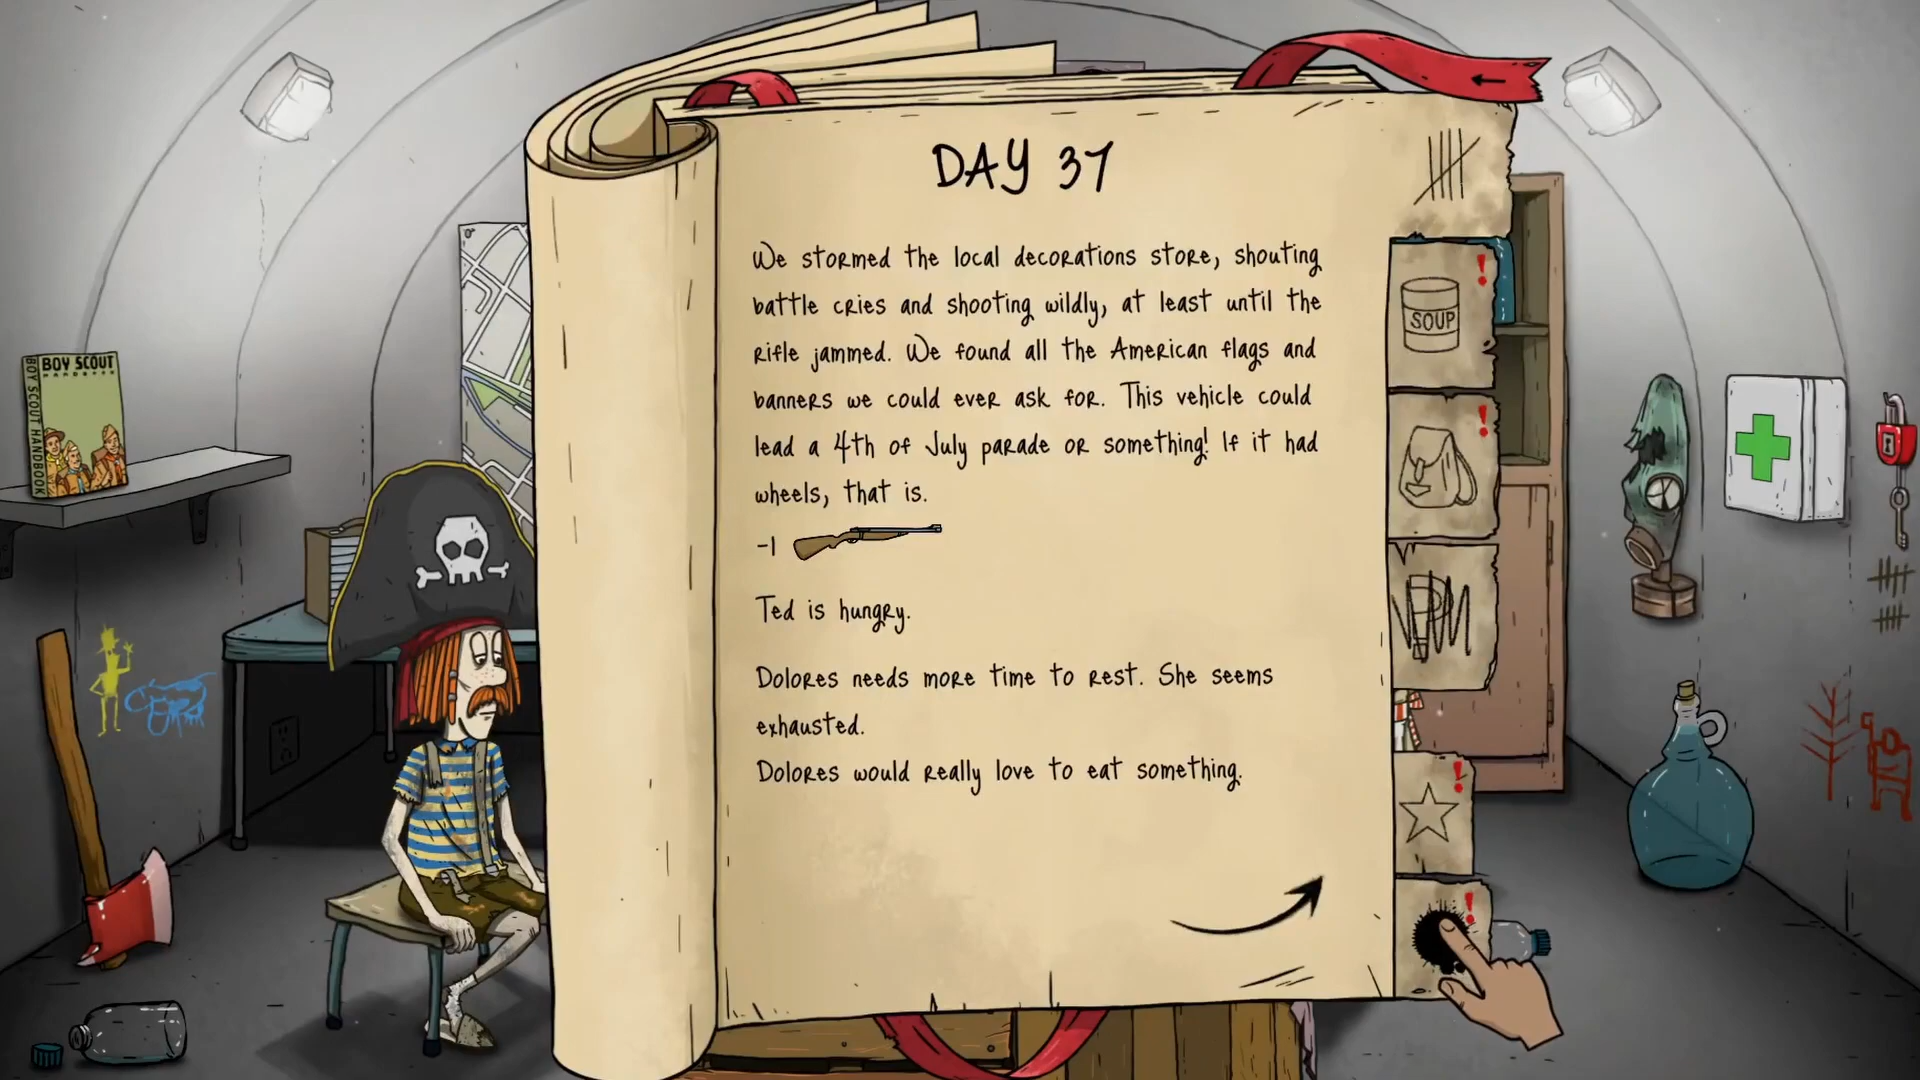 DAY 37
We stormed the local decorations store, shouting
battle cries and shooting wildly, at least until the
rifle jammed. We found all the American flags and
banners we could ever ask for. This vehicle could
lead a 4th of July parade or something! If it had
wheels, that is.
-1
Ted is hungry.
Dolores needs more time to rest. She seems
exhausted.
Dolores would really love to eat something.
!
SOUP
!
!
!
BOY SCOUT
BOY SCOUT HANDBOOK